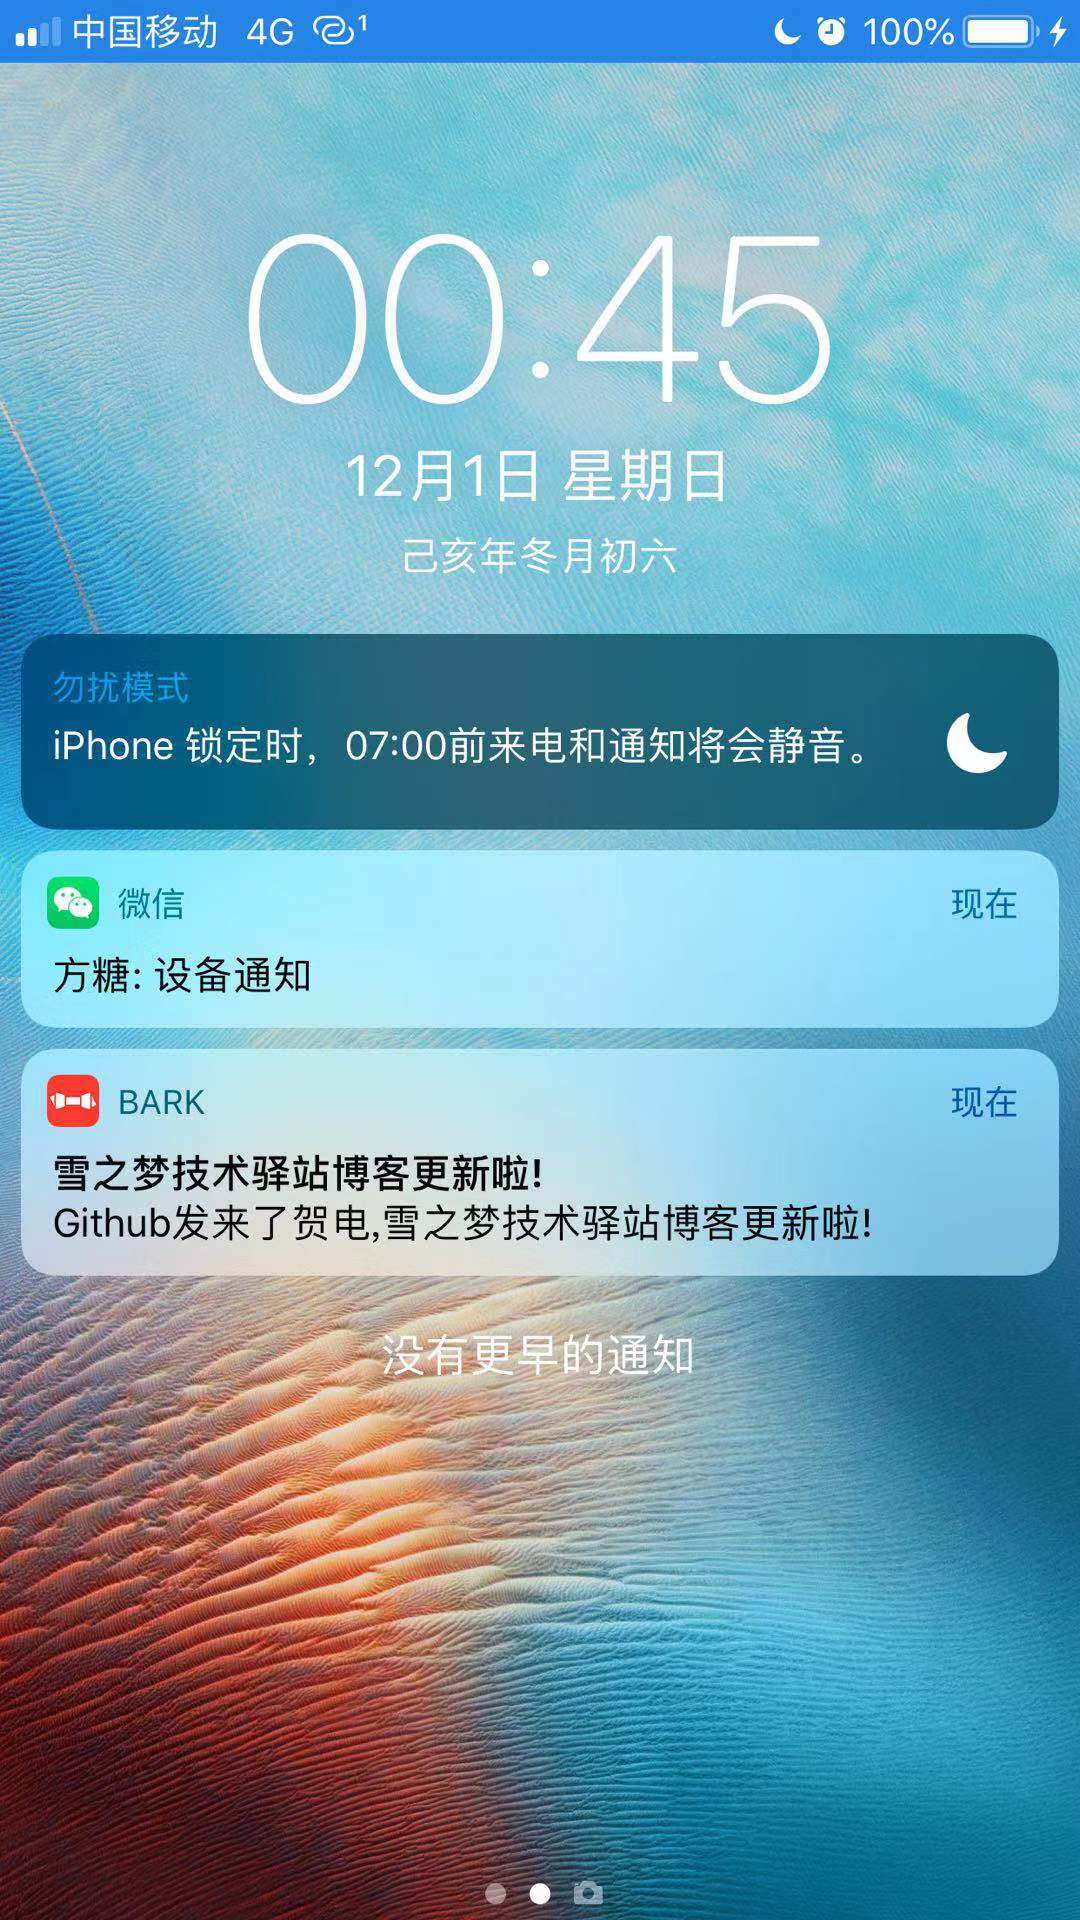 中国移动 4G 1 100%
00:45
12月1日 星期日
己亥年冬月初六
勿扰模式
iPhone 锁定时，07:00前来电和通知将会静音。
微信 现在
方糖: 设备通知
BARK 现在
雪之梦技术驿站博客更新啦!
Github发来了贺电,雪之梦技术驿站博客更新啦!
没有更早的通知